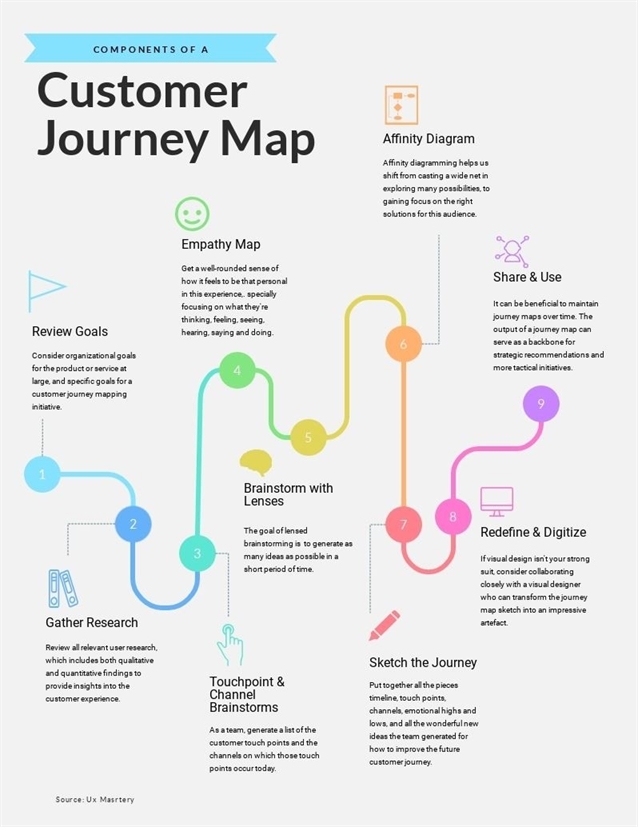 COMPONENTS OF A
Customer
Journey Map
Affinity Diagram
Affinity diagramming helps us
shift from casting a wide net in
exploring many possibilities, to
gaining focus on the right
solutions for this audience.
Empathy Map
Get a well-rounded sense of
how it feels to be that personal
in this experience,. specially
focusing on what they're
thinking, feeling, seeing,
hearing, saying and doing.
Share & Use
It can be beneficial to maintain
journey maps over time. The
output of a journey map can
serve as a backbone for
strategic recommendations and
more tactical initiatives.
Review Goals
Consider organizational goals
for the product or service at
large, and specific goals for a
customer journey mapping
initiative.
1
2
3
4
5
6
7
8
9
Brainstorm with
Lenses
The goal of lensed
brainstorming is to generate as
many ideas as possible in a
short period of time.
Redefine & Digitize
If visual design isn't your strong
suit, consider collaborating
closely with a visual designer
who can transform the journey
map sketch into an impressive
artefact.
Gather Research
Review all relevant user research,
which includes both qualitative
and quantitative findings to
provide insights into the
customer experience.
Touchpoint &
Channel
Brainstorms
As a team, generate a list of the
customer touch points and the
channels on which those touch
points occur today.
Sketch the Journey
Put together all the pieces
timeline, touch points,
channels, emotional highs and
lows, and all the wonderful new
ideas the team generated for
how to improve the future
customer journey.
Source: Ux Masrtery